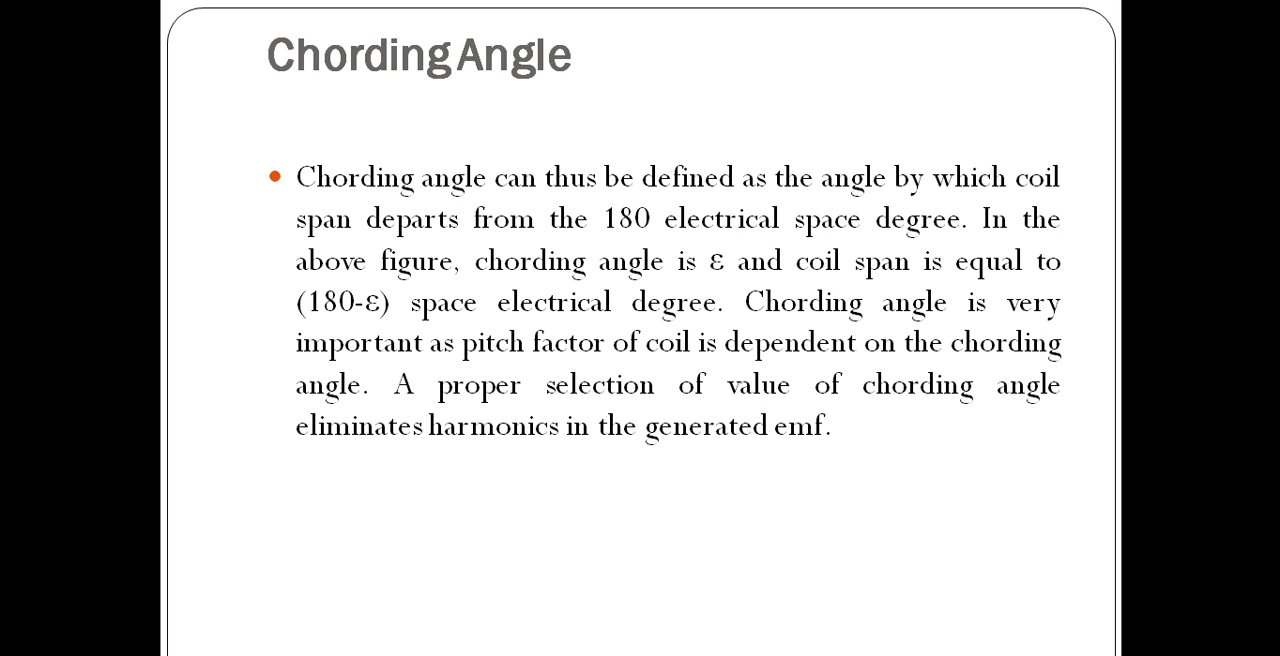 Chording Angle
• Chording angle can thus be defined as the angle by which coil
span departs from the 180 electrical space degree. In the
above figure, chording angle is ε and coil span is equal to
(180-ε) space electrical degree. Chording angle is very
important as pitch factor of coil is dependent on the chording
angle. A proper selection of value of chording angle
eliminates harmonics in the generated emf.